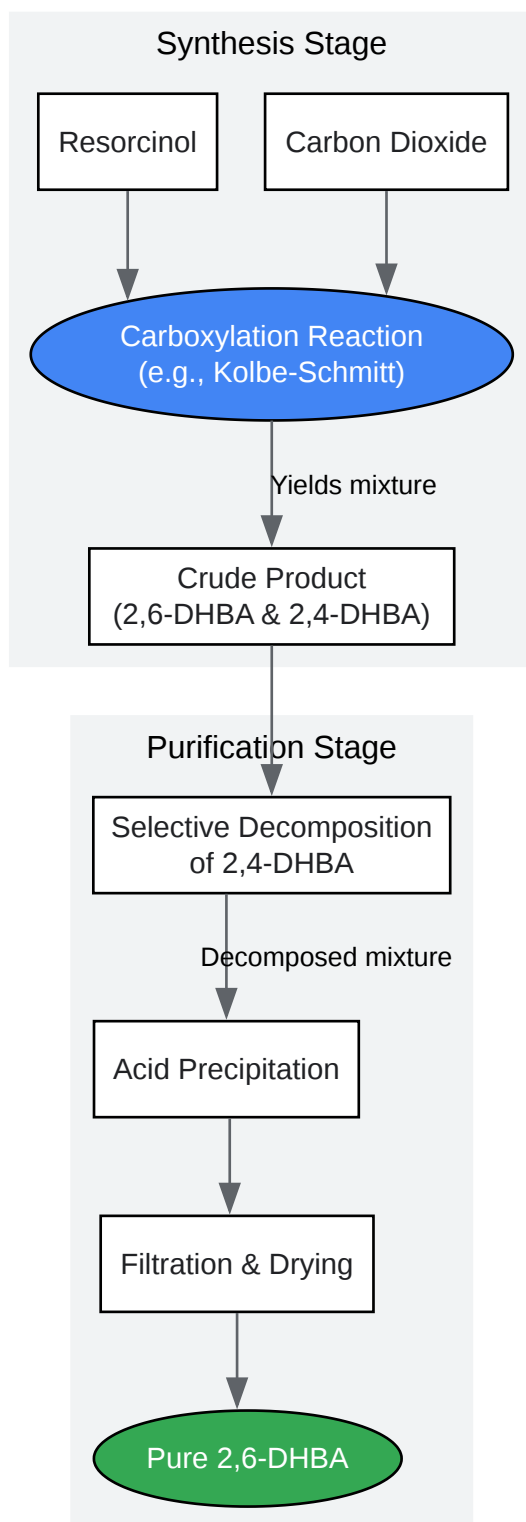 Synthesis Stage
Resorcinol
Carbon Dioxide
Carboxylation Reaction
(e.g., Kolbe-Schmitt)
Yields mixture
Crude Product
(2,6-DHBA & 2,4-DHBA)
Purification Stage
Selective Decomposition
of 2,4-DHBA
Decomposed mixture
Acid Precipitation
Filtration & Drying
Pure 2,6-DHBA